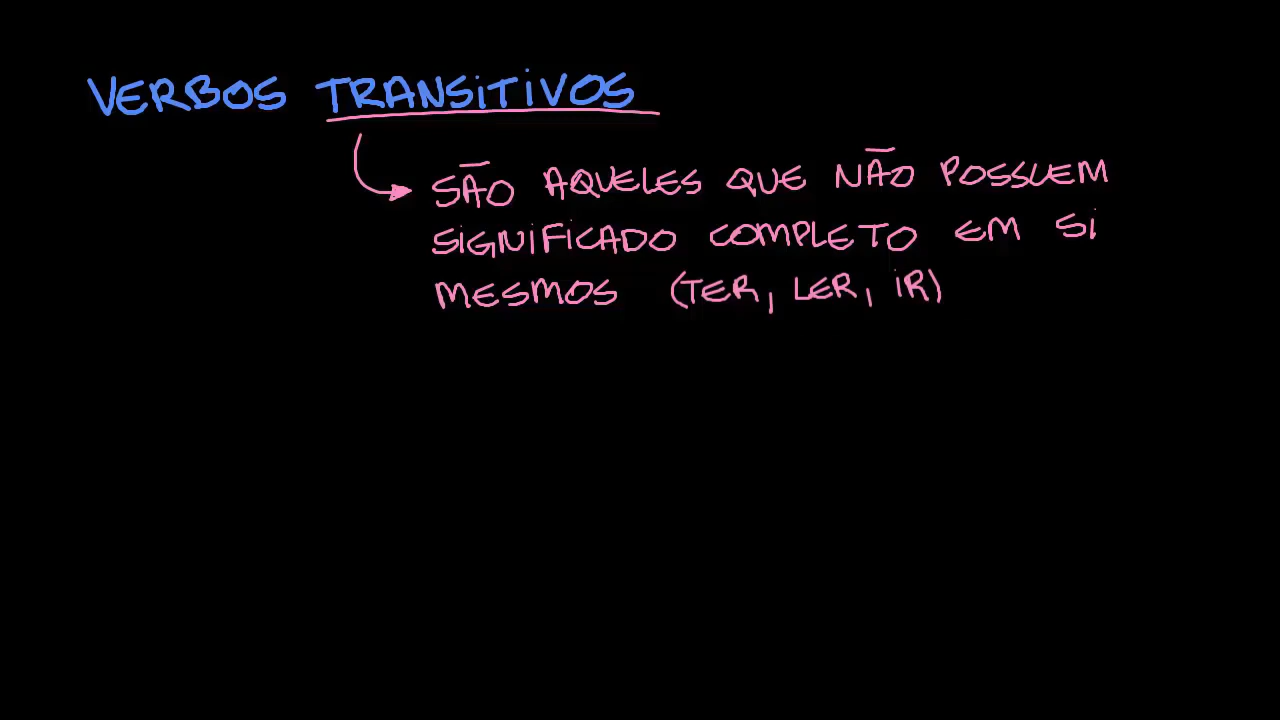 VERBOS TRANSITIVOS
SÃO AQUELES QUE NÃO POSSUEM
SIGNIFICADO COMPLETO EM SI
MESMOS (TER, LER, IR)